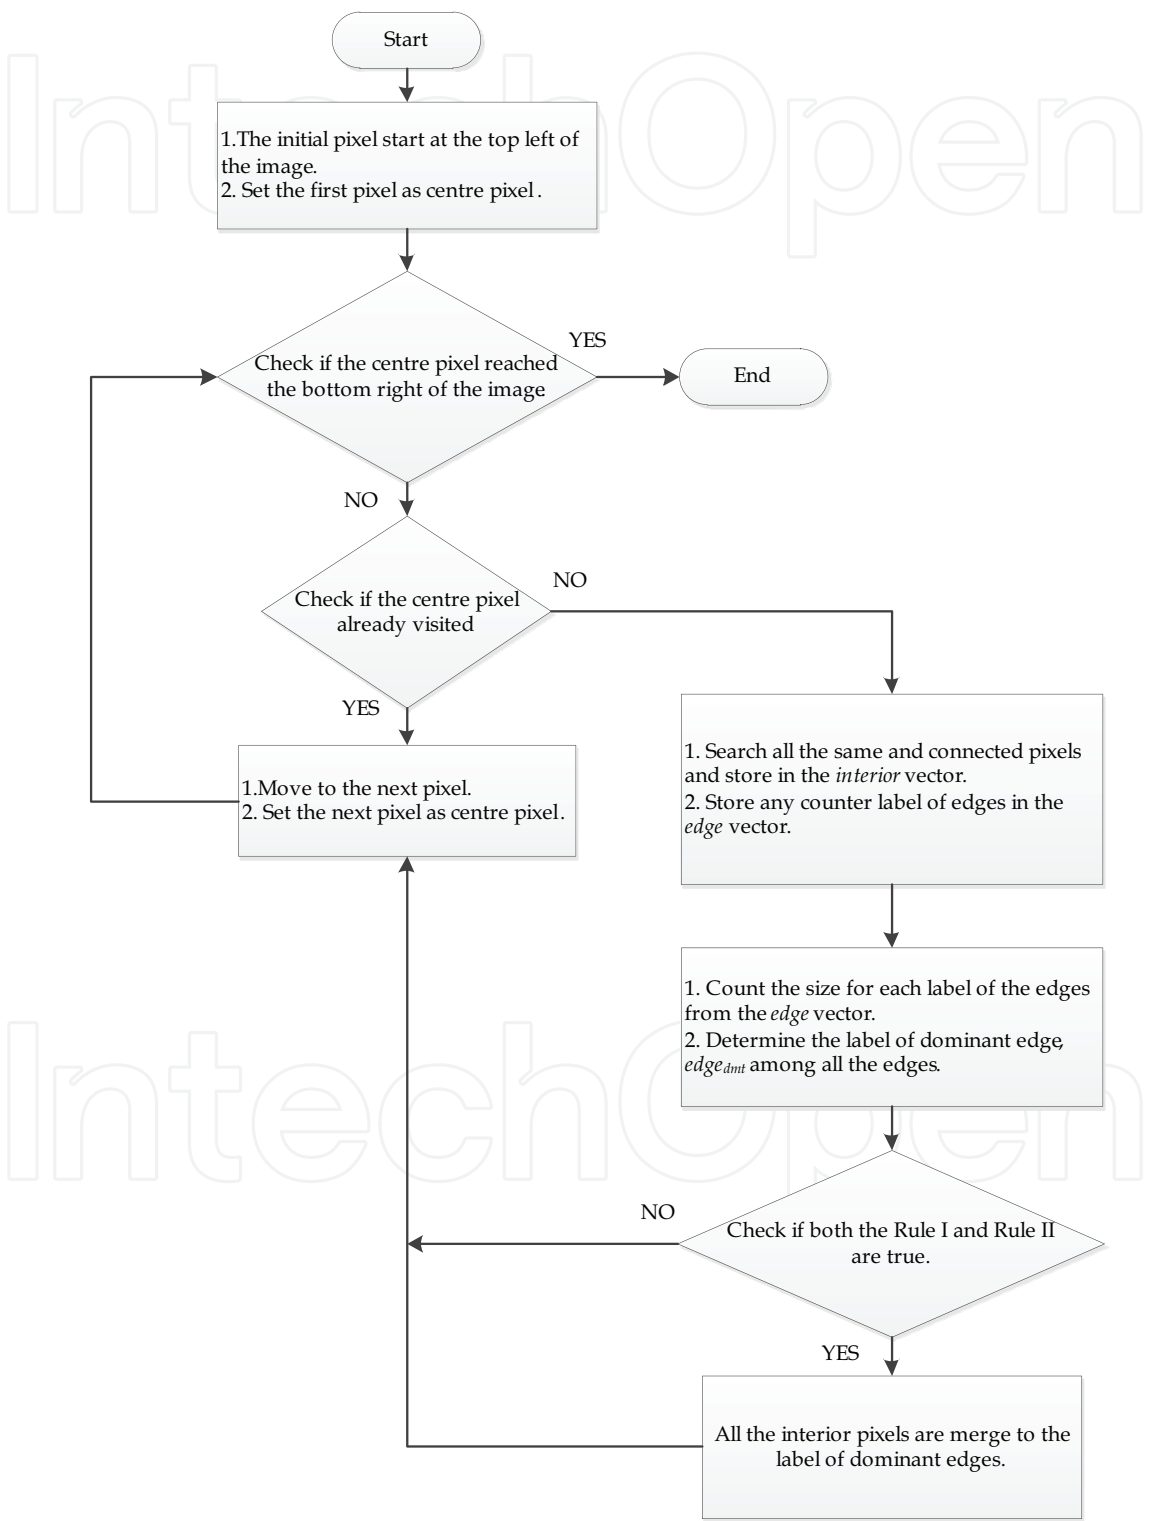 IntechOpen
Start
1.The initial pixel start at the top left of
the image.
2. Set the first pixel as centre pixel.
Check if the centre pixel reached
the bottom right of the image
YES
End
NO
Check if the centre pixel
already visited
NO
YES
1.Move to the next pixel.
2. Set the next pixel as centre pixel.
1. Search all the same and connected pixels
and store in the interior vector.
2. Store any counter label of edges in the
edge vector.
1. Count the size for each label of the edges
from the edge vector.
2. Determine the label of dominant edge,
edgedmt among all the edges.
IntechOpen
Check if both the Rule I and Rule II
are true.
NO
YES
All the interior pixels are merge to the
label of dominant edges.